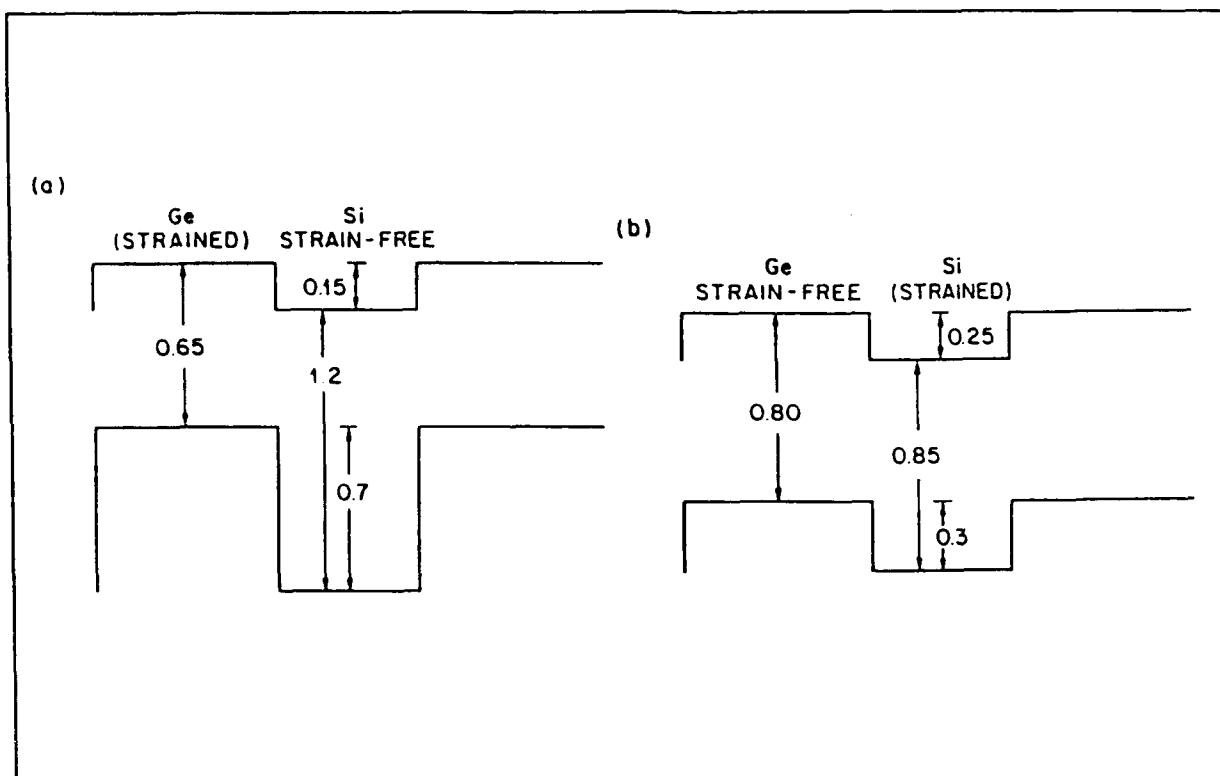 (a)
Ge Si
(STRAINED) STRAIN-FREE
0.15
0.65
1.2
0.7
(b)
Ge Si
STRAIN-FREE (STRAINED)
0.25
0.80
0.85
0.3